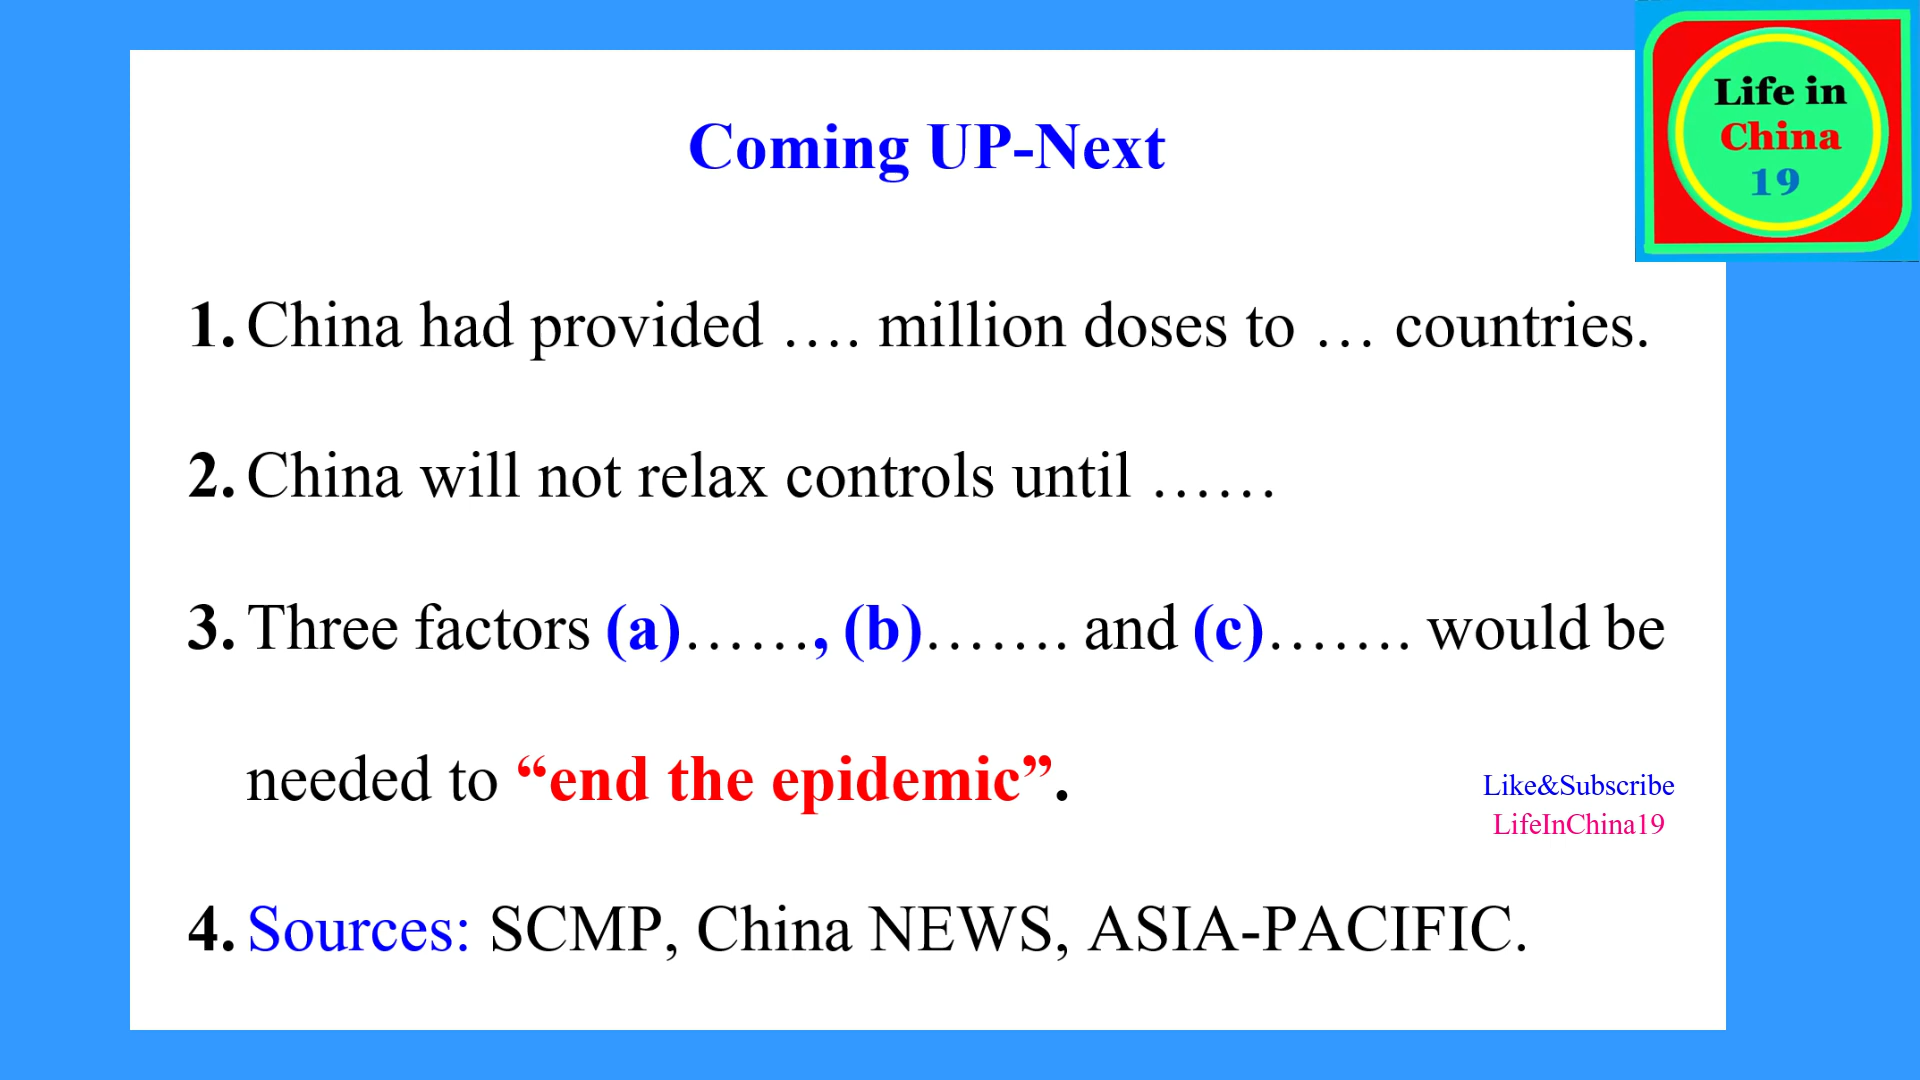 Life in
China
19
Coming UP-Next
1. China had provided …. million doses to … countries.
2. China will not relax controls until ……
3. Three factors (a)……, (b)……. and (c)……. would be
needed to “end the epidemic”.
Like&Subscribe
LifeInChina19
4. Sources: SCMP, China NEWS, ASIA-PACIFIC.